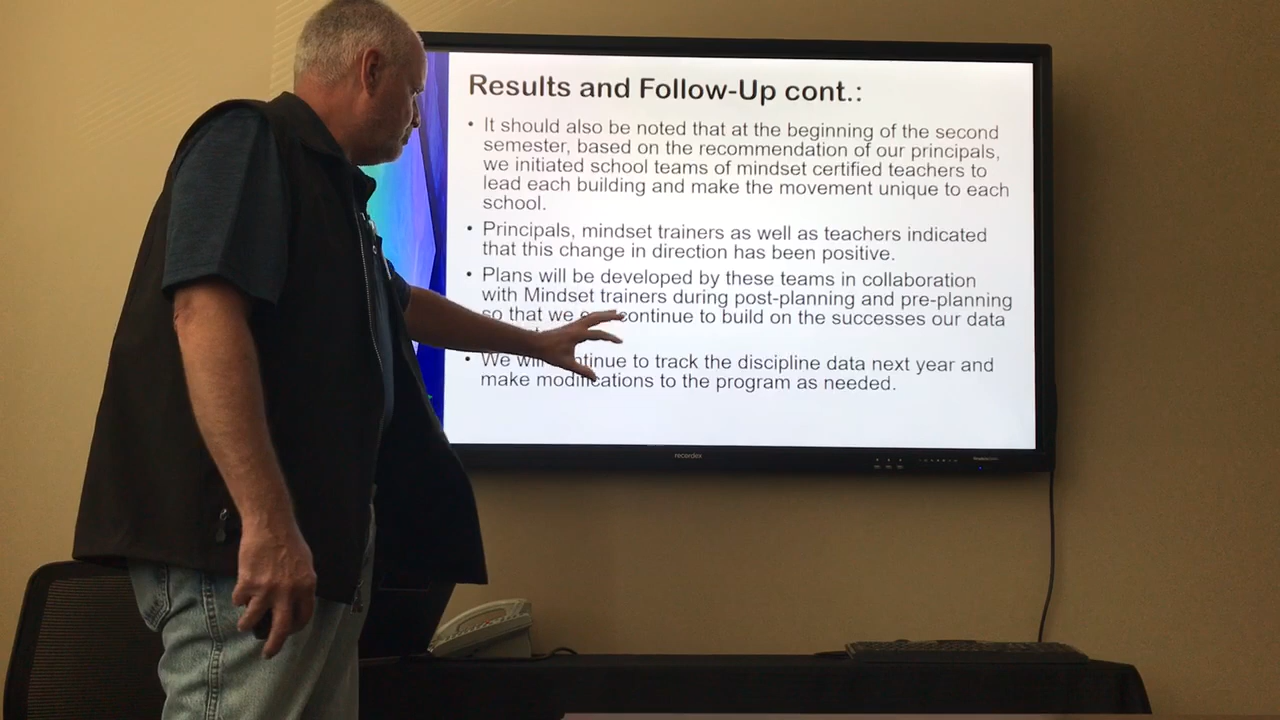 Results and Follow-Up cont.:
• It should also be noted that at the beginning of the second
semester, based on the recommendation of our principals,
we initiated school teams of mindset certified teachers to
lead each building and make the movement unique to each
school.
• Principals, mindset trainers as well as teachers indicated
that this change in direction has been positive.
• Plans will be developed by these teams in collaboration
with Mindset trainers during post-planning and pre-planning
so that we continue to build on the successes our data
• We will continue to track the discipline data next year and
make modifications to the program as needed.
recordex